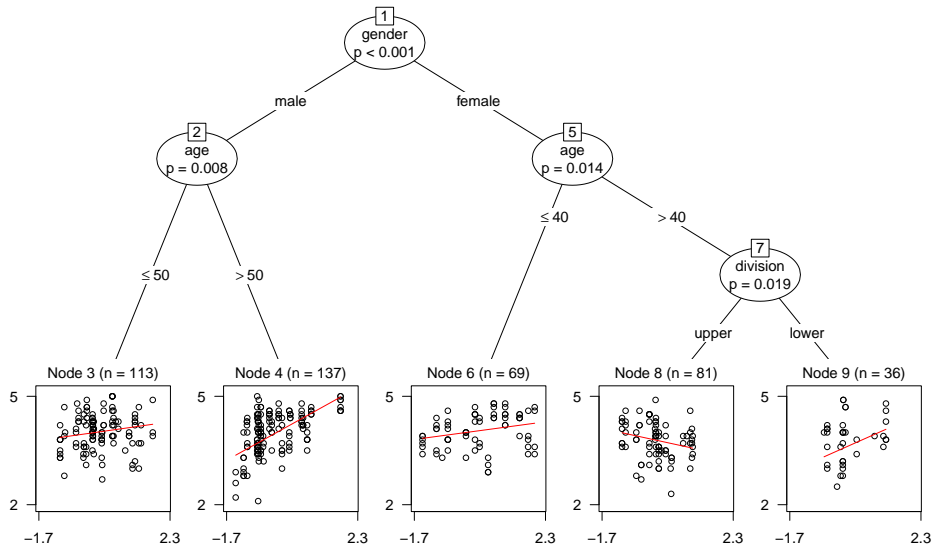 1
gender
p < 0.001
male
female
2
age
p = 0.008
5
age
p = 0.014
≤ 40
> 40
7
division
p = 0.019
≤ 50
> 50
upper
lower
Node 3 (n = 113)
Node 4 (n = 137)
Node 6 (n = 69)
Node 8 (n = 81)
Node 9 (n = 36)
5
5
5
5
5
2
2
2
2
2
−1.7
2.3
−1.7
2.3
−1.7
2.3
−1.7
2.3
−1.7
2.3